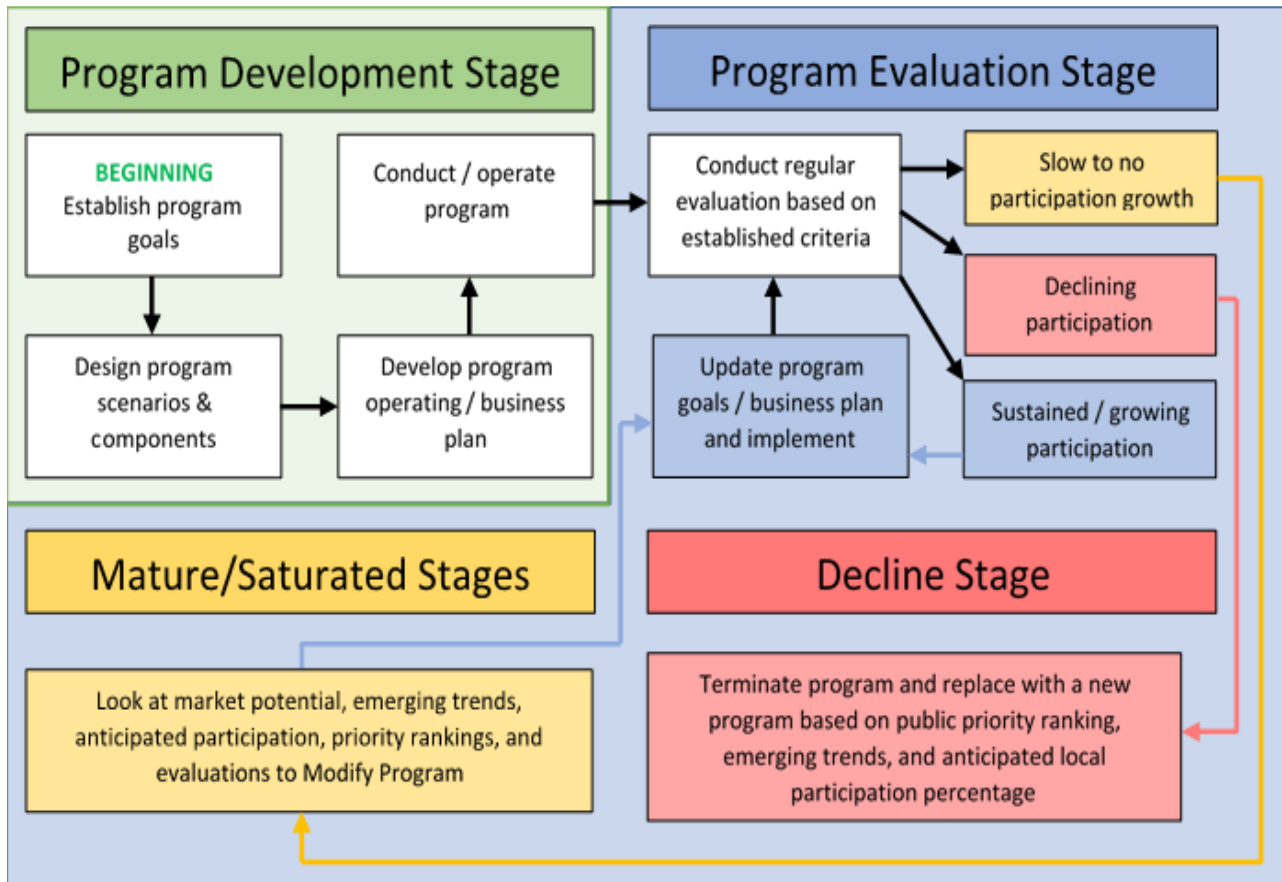 Program Development Stage
BEGINNING
Establish program
goals
Design program
scenarios &
components
Develop program
operating / business
plan
Conduct / operate
program
Program Evaluation Stage
Conduct regular
evaluation based on
established criteria
Slow to no
participation growth
Declining
participation
Sustained / growing
participation
Update program
goals / business plan
and implement
Mature/Saturated Stages
Look at market potential, emerging trends,
anticipated participation, priority rankings, and
evaluations to Modify Program
Decline Stage
Terminate program and replace with a new
program based on public priority ranking,
emerging trends, and anticipated local
participation percentage